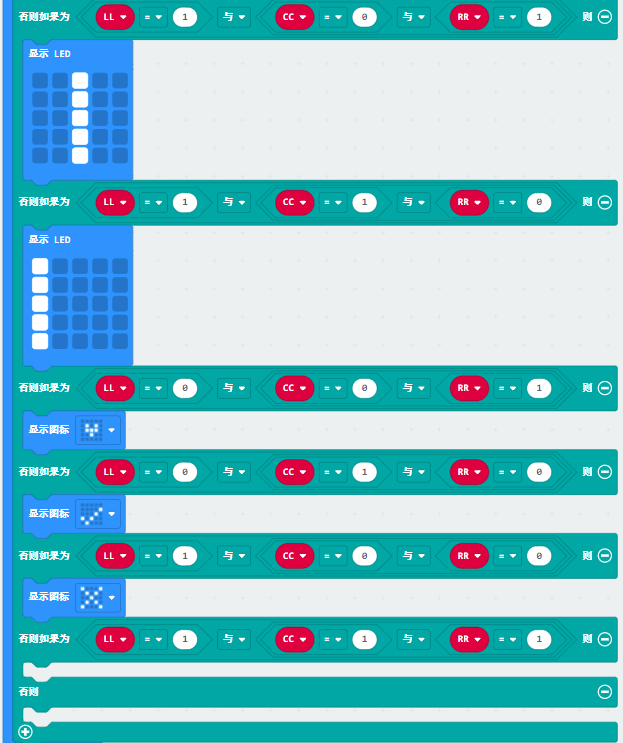 否则如果为 LL = 1 与 CC = 0 与 RR = 1 则
显示 LED
否则如果为 LL = 1 与 CC = 1 与 RR = 0 则
显示 LED
否则如果为 LL = 0 与 CC = 0 与 RR = 1 则
显示图标
否则如果为 LL = 0 与 CC = 1 与 RR = 0 则
显示图标
否则如果为 LL = 1 与 CC = 0 与 RR = 0 则
显示图标
否则如果为 LL = 1 与 CC = 1 与 RR = 1 则
否则